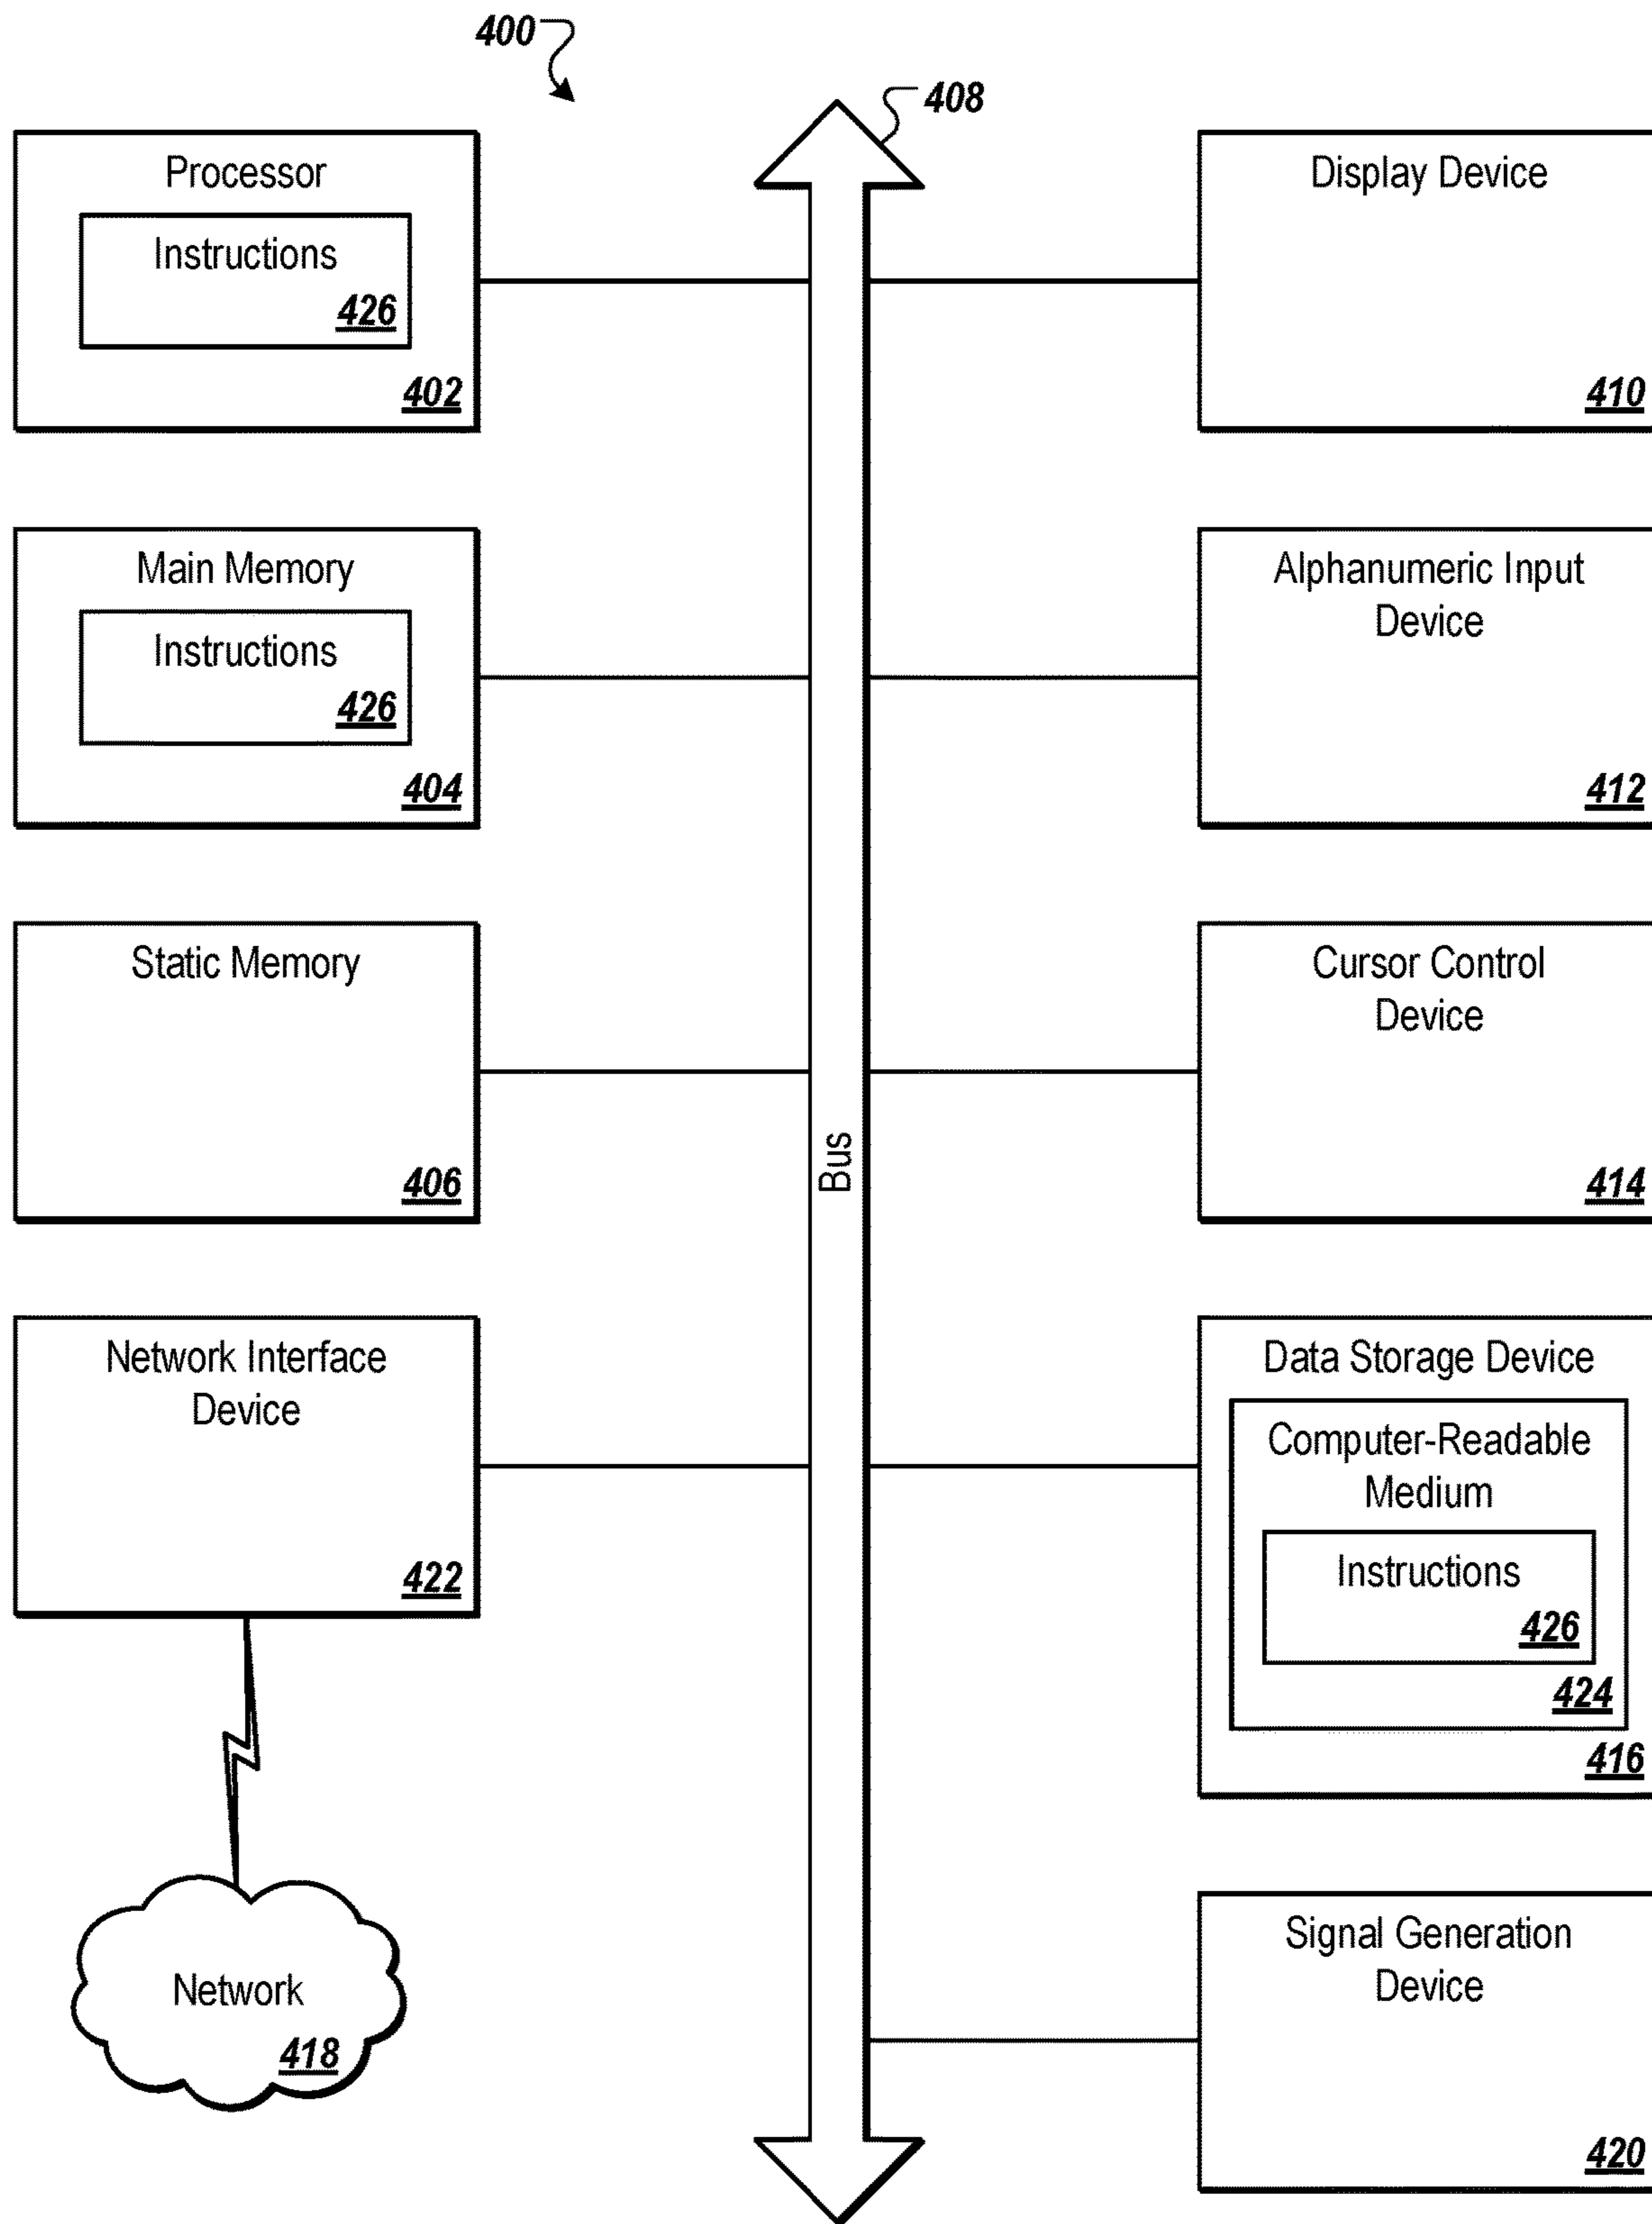 400
408
Processor
Instructions
426
402
Main Memory
Instructions
426
404
Static Memory
406
Network Interface
Device
422
Network
418
Bus
Display Device
410
Alphanumeric Input
Device
412
Cursor Control
Device
414
Data Storage Device
Computer-Readable
Medium
Instructions
426
424
416
Signal Generation
Device
420